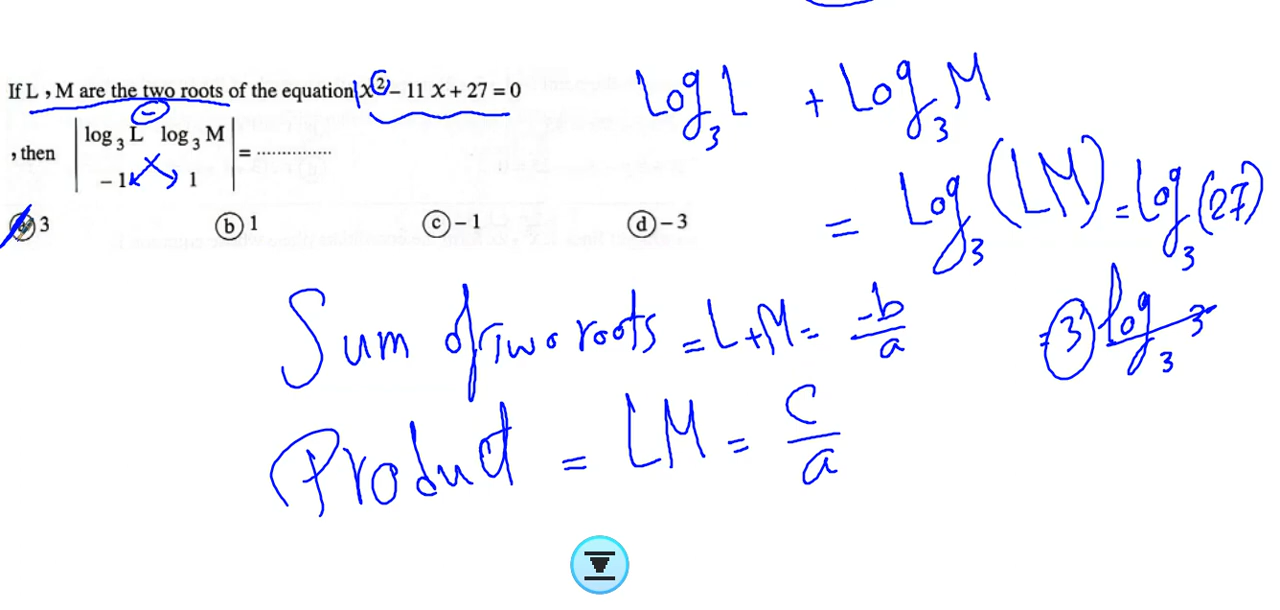 If L , M are the two roots of the equation X² – 11 X + 27 = 0
, then | log₃ L log₃ M |
| – 1 1 | = ...............
ⓐ 3 ⓑ 1 ⓒ – 1 ⓓ – 3
Log₃ L + Log₃ M
= Log₃ (LM) = Log₃ (27)
= 3 log₃ 3
Sum of Two roots = L+M = -b/a
Product = LM = c/a